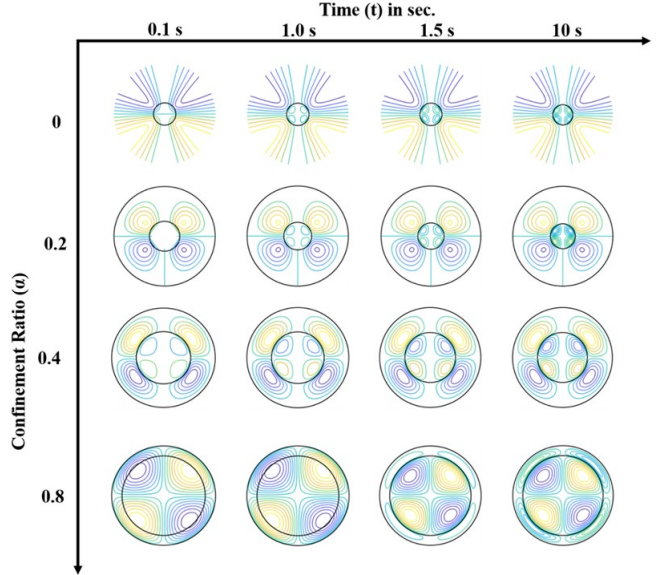 Time (t) in sec.
0.1 s 1.0 s 1.5 s 10 s
0
0.2
0.4
0.8
Confinement Ratio (α)